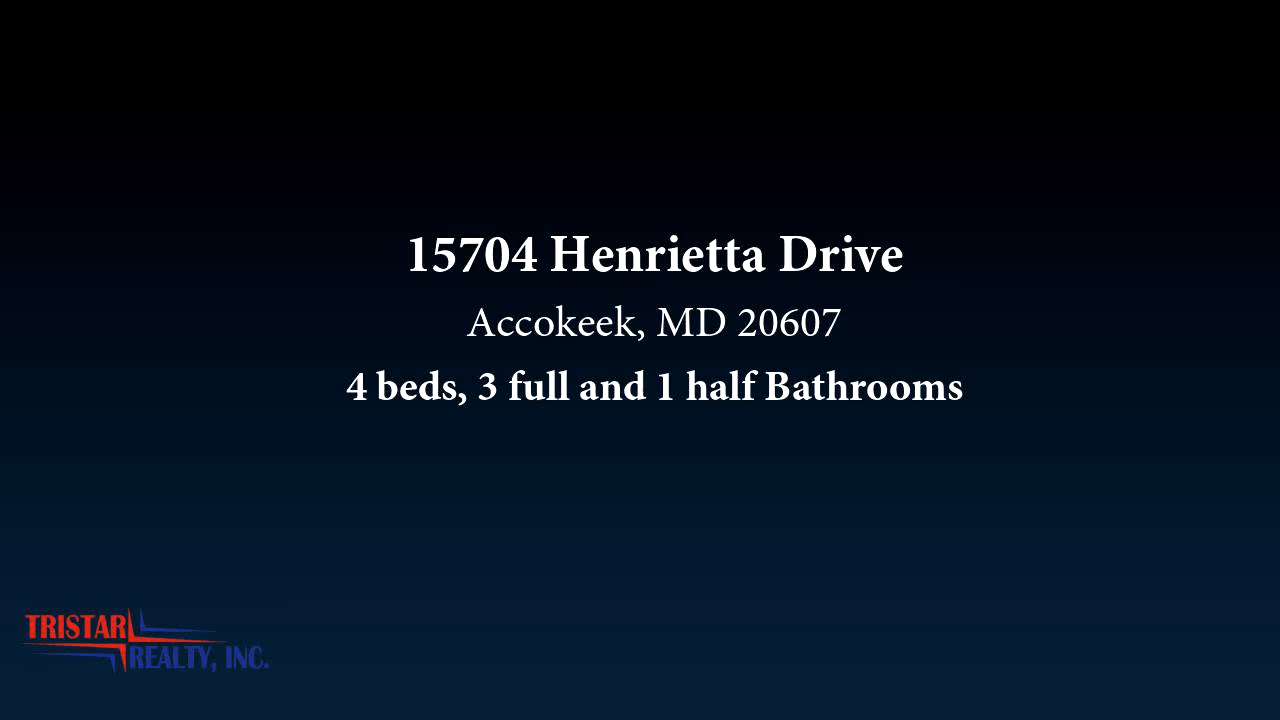 15704 Henrietta Drive
Accokeek, MD 20607
4 beds, 3 full and 1 half Bathrooms
TRISTAR
REALTY, INC.